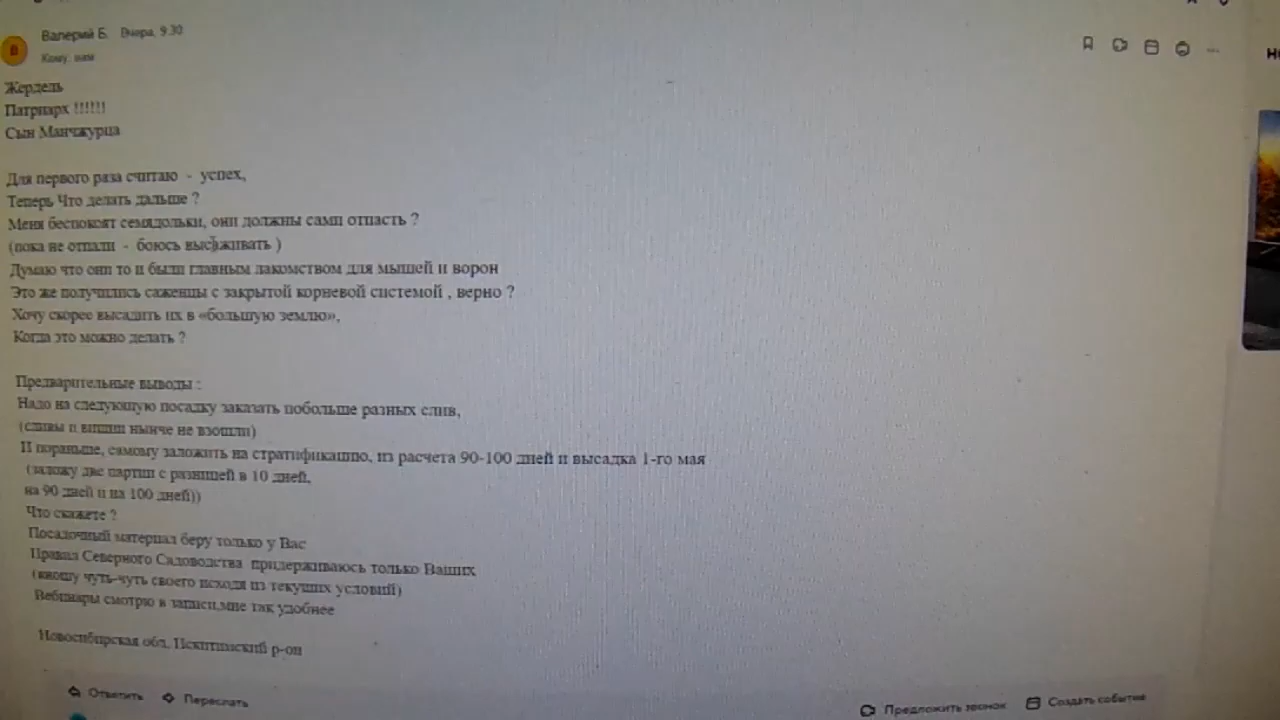 В
Валерий Б. Вчера, 9:30
Кому: вам
Жердель
Патриарх !!!!!!
Сын Манчжурца
Для первого раза считаю - успех,
Теперь Что делать дальше ?
Меня беспокоят семядольки, они должны сами отпасть ?
(пока не отпали - боюсь высаживать )
Думаю что они то и были главным лакомством для мышей и ворон
Это же получились саженцы с закрытой корневой системой , верно ?
Хочу скорее высадить их в «большую землю»,
Когда это можно делать ?
Предварительные выводы :
Надо на следующую посадку заказать побольше разных слив,
(сливы и вишни нынче не взошли)
И пораньше, самому заложить на стратификацию, из расчета 90-100 дней и высадка 1-го мая
(заложу две партии с разницей в 10 дней,
на 90 дней и на 100 дней))
Что скажете ?
Посадочный материал беру только у Вас
Правил Северного Садоводства придерживаюсь только Ваших
(вношу чуть-чуть своего исходя из текущих условий)
Вебинары смотрю в записи,мне так удобнее
Новосибирская обл, Искитимский р-он
Ответить Переслать
Предложить звонок Создать событие